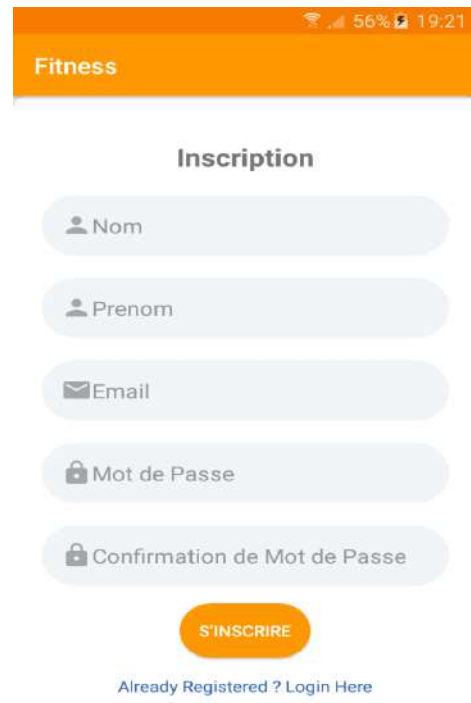 56% 19:21
Fitness
Inscription
Nom
Prenom
Email
Mot de Passe
Confirmation de Mot de Passe
S'INSCRIRE
Already Registered ? Login Here